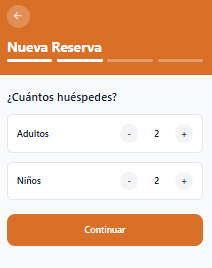 ←
Nueva Reserva
¿Cuántos huéspedes?
Adultos - 2 +
Niños - 2 +
Continuar